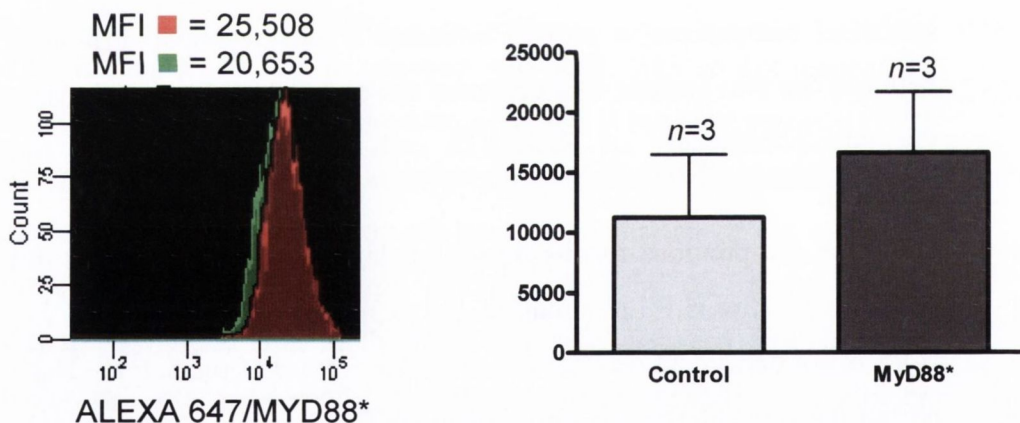 MFI = 25,508
MFI = 20,653
100
75
50
25
0
Count
10² 10³ 10⁴ 10⁵
ALEXA 647/MYD88*
25000
20000
15000
10000
5000
0
n=3
n=3
Control MyD88*